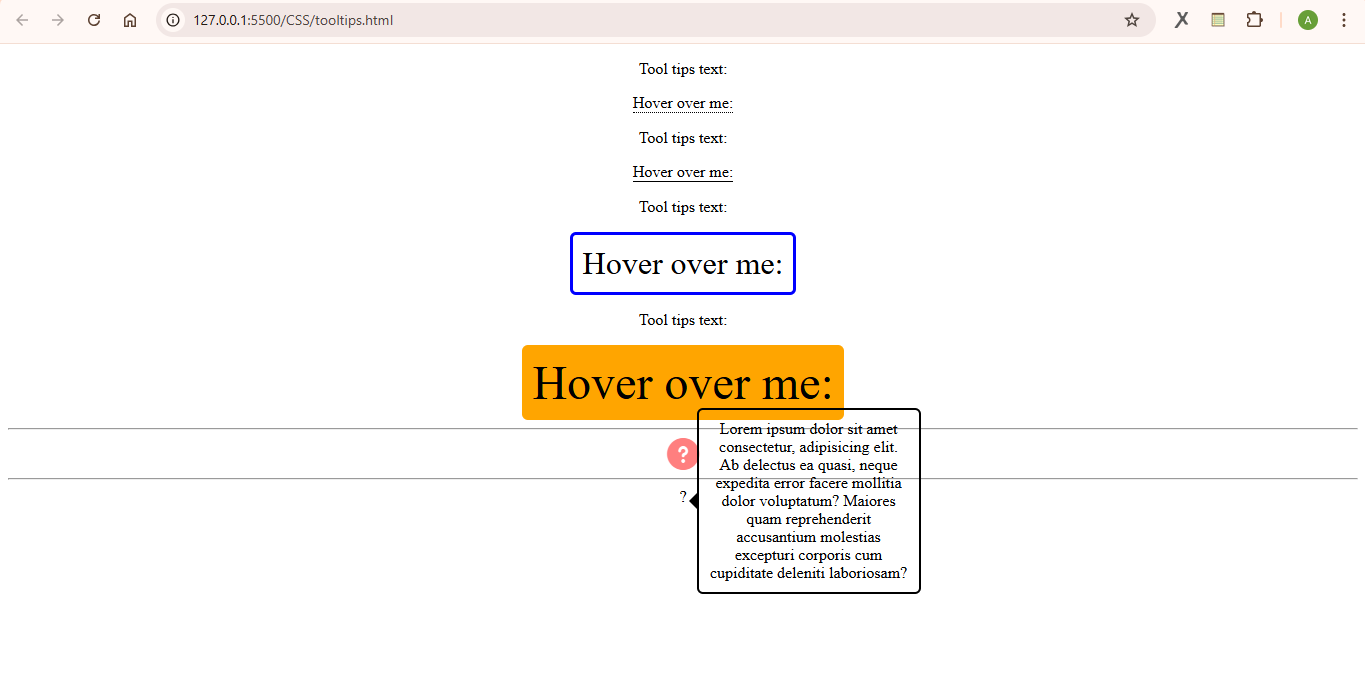 127.0.0.1:5500/CSS/tooltips.html
A
Tool tips text:
Hover over me:
Tool tips text:
Hover over me:
Tool tips text:
Hover over me:
Tool tips text:
Hover over me:
?
?
Lorem ipsum dolor sit amet
consectetur, adipisicing elit.
Ab delectus ea quasi, neque
expedita error facere mollitia
dolor voluptatum? Maiores
quam reprehenderit
accusantium molestias
excepturi corporis cum
cupiditate deleniti laboriosam?